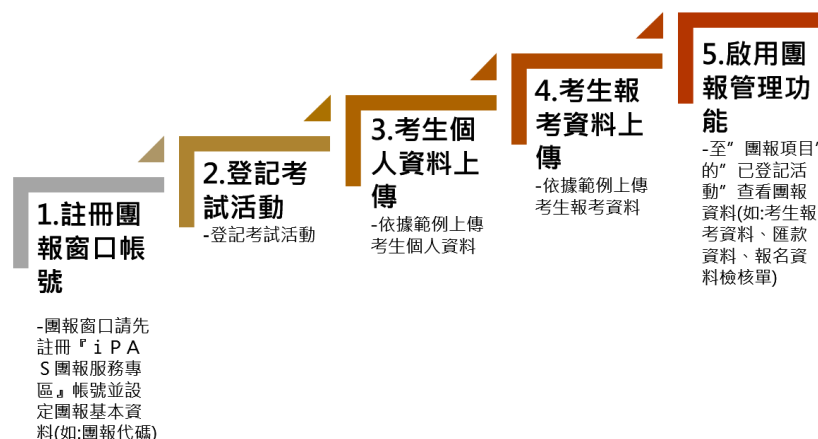 1.註冊團
報窗口帳
號
-團報窗口請先
註冊『ｉＰＡ
Ｓ團報服務專
區』帳號並設
定團報基本資
料(如:團報代碼)
2.登記考
試活動
-登記考試活動
3.考生個
人資料上
傳
-依據範例上傳
考生個人資料
4.考生報
考資料上
傳
-依據範例上傳
考生報考資料
5.啟用團
報管理功
能
-至”團報項目”
的”已登記活
動”查看團報
資料(如:考生報
考資料、匯款
資料、報名資
料檢核單)